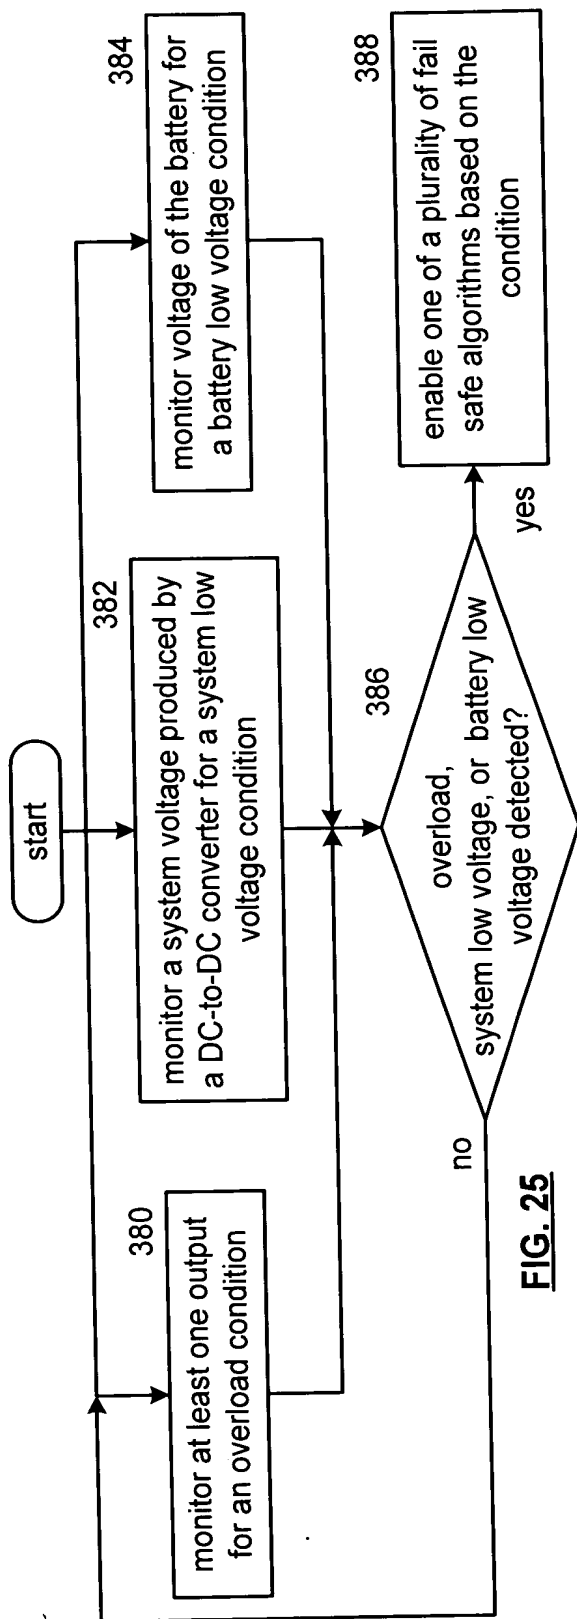 start
380
monitor at least one output
for an overload condition
382
monitor a system voltage produced by
a DC-to-DC converter for a system low
voltage condition
384
monitor voltage of the battery for
a battery low voltage condition
386
overload,
system low voltage, or battery low
voltage detected?
no
yes
388
enable one of a plurality of fail
safe algorithms based on the
condition
FIG. 25